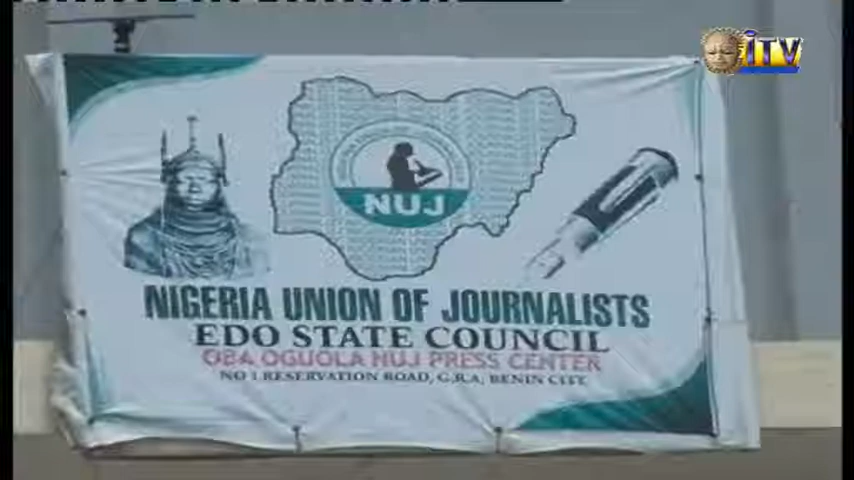 iTV
NUJ
NIGERIA UNION OF JOURNALISTS
EDO STATE COUNCIL
OBA OGUOLA NUJ PRESS CENTER
NO 1 RESERVATION ROAD, G.R.A, BENIN CITY.